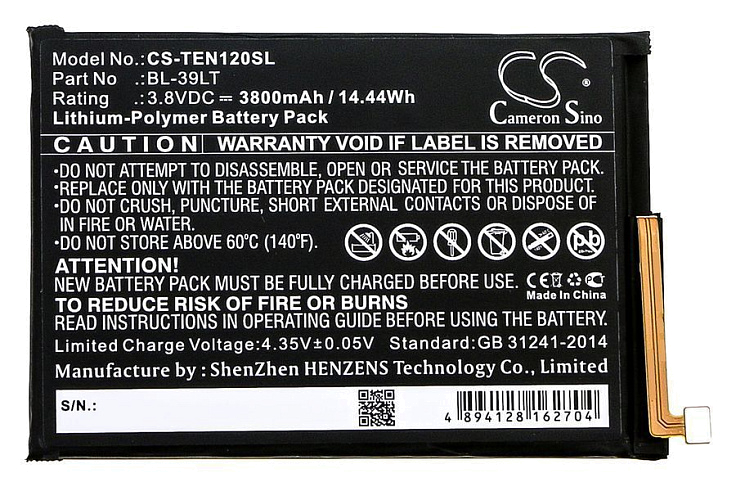 Model No.:CS-TEN120SL
Part No .:BL-39LT
Rating .:3.8VDC⎓3800mAh / 14.44Wh
Lithium-Polymer Battery Pack
CS
Cameron Sino
CAUTION WARRANTY VOID IF LABEL IS REMOVED
•DO NOT ATTEMPT TO DISASSEMBLE, OPEN OR SERVICE THE BATTERY PACK.
•REPLACE ONLY WITH THE BATTERY PACK DESIGNATED FOR THIS PRODUCT.
•DO NOT CRUSH, PUNCTURE, SHORT EXTERNAL CONTACTS OR DISPOSE OF
IN FIRE OR WATER.
•DO NOT STORE ABOVE 60°C (140°F).
Pb
ATTENTION!
NEW BATTERY PACK MUST BE FULLY CHARGED BEFORE USE.
CE
Made In China
TO REDUCE RISK OF FIRE OR BURNS
READ INSTRUCTIONS IN OPERATING GUIDE BEFORE USING THE BATTERY PACK.
Limited Charge Voltage:4.35V±0.05V Standard:GB 31241-2014
Manufacture by : ShenZhen HENZENS Technology Co., Limited
S/N.:
4 894128 162704